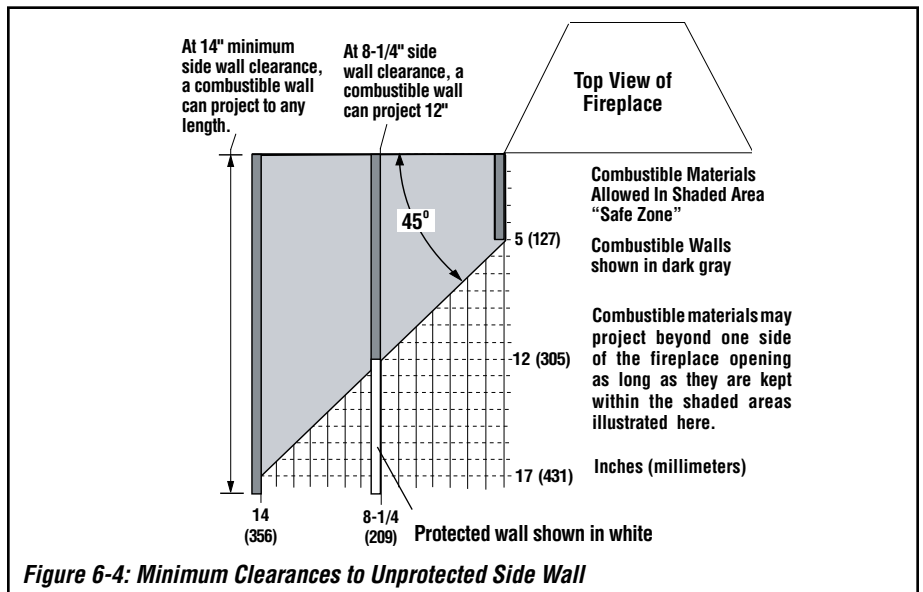 At 14" minimum
side wall clearance,
a combustible wall
can project to any
length.
At 8-1/4" side
wall clearance, a
combustible wall
can project 12"
Top View of
Fireplace
Combustible Materials
Allowed In Shaded Area
“Safe Zone”
45°
5 (127)
Combustible Walls
shown in dark gray
Combustible materials may
project beyond one side
of the fireplace opening
as long as they are kept
within the shaded areas
illustrated here.
12 (305)
Inches (millimeters)
17 (431)
14
(356)
8-1/4
(209)
Protected wall shown in white
Figure 6-4: Minimum Clearances to Unprotected Side Wall